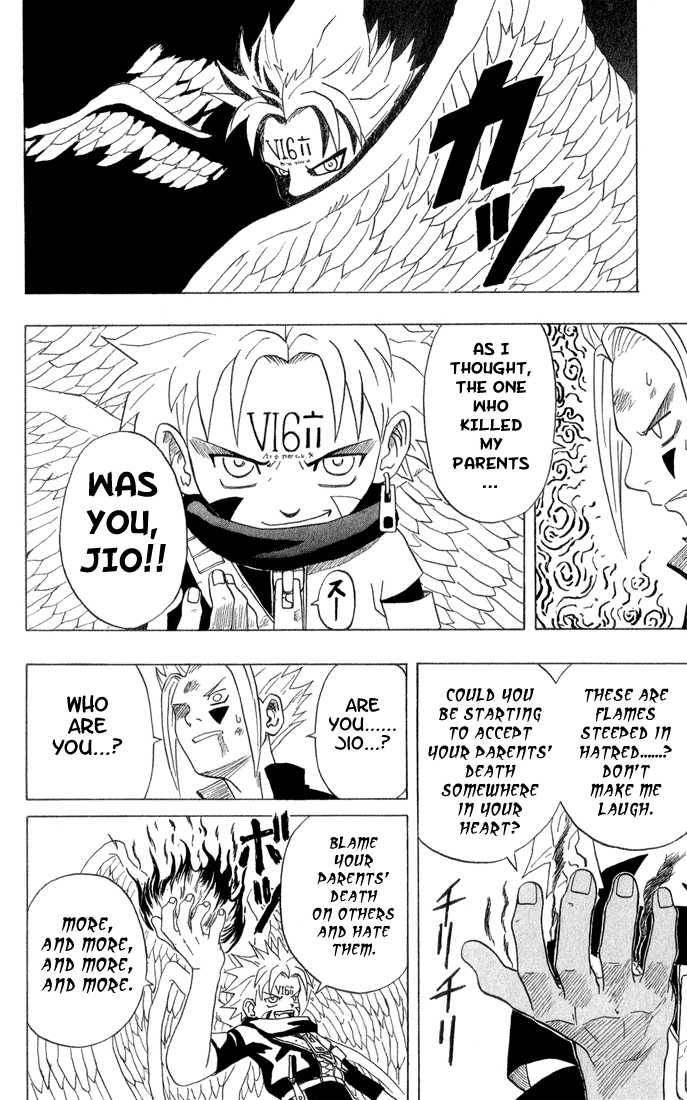 カッ
VI6
AS I
THOUGHT,
THE ONE
WHO
KILLED
MY
PARENTS
...
WAS
YOU,
JIO!!
VI6
スー
THESE ARE
FLAMES
STEEPED IN
HATRED......?
DON'T
MAKE ME
LAUGH.
COULD YOU
BE STARTING
TO ACCEPT
YOUR PARENTS'
DEATH
SOMEWHERE
IN YOUR
HEART?
チリ
チリ
ARE
YOU......
JIO...?
WHO
ARE
YOU...?
BLAME
YOUR
PARENTS'
DEATH
ON OTHERS
AND HATE
THEM.
ボッ
MORE,
AND MORE,
AND MORE,
AND MORE.
VI6